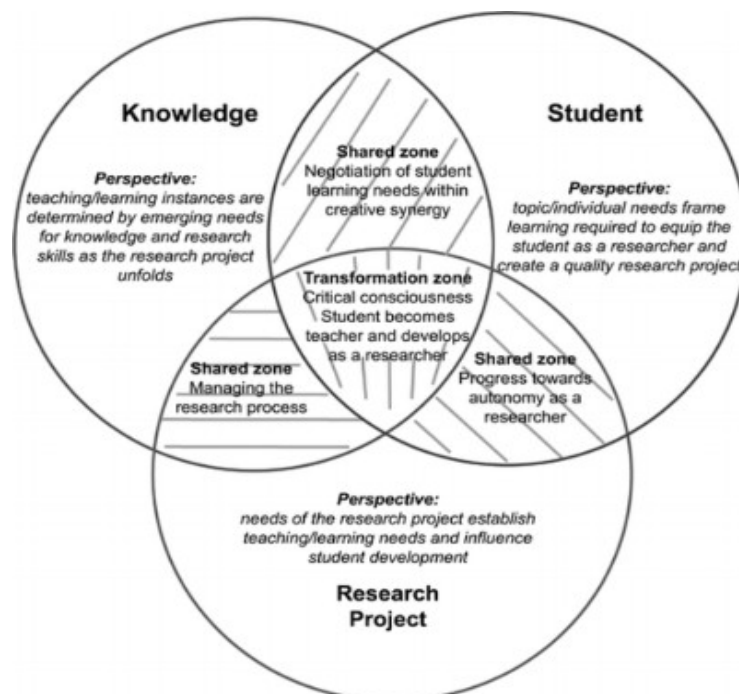 Knowledge
Perspective:
teaching/learning instances are
determined by emerging needs
for knowledge and research
skills as the research project
unfolds
Student
Perspective:
topic/individual needs frame
learning required to equip the
student as a researcher and
create a quality research project
Shared zone
Negotiation of student
learning needs within
creative synergy
Transformation zone
Critical consciousness
Student becomes
teacher and develops
as a researcher
Shared zone
Managing the
research process
Shared zone
Progress towards
autonomy as a
researcher
Perspective:
needs of the research project establish
teaching/learning needs and influence
student development
Research
Project